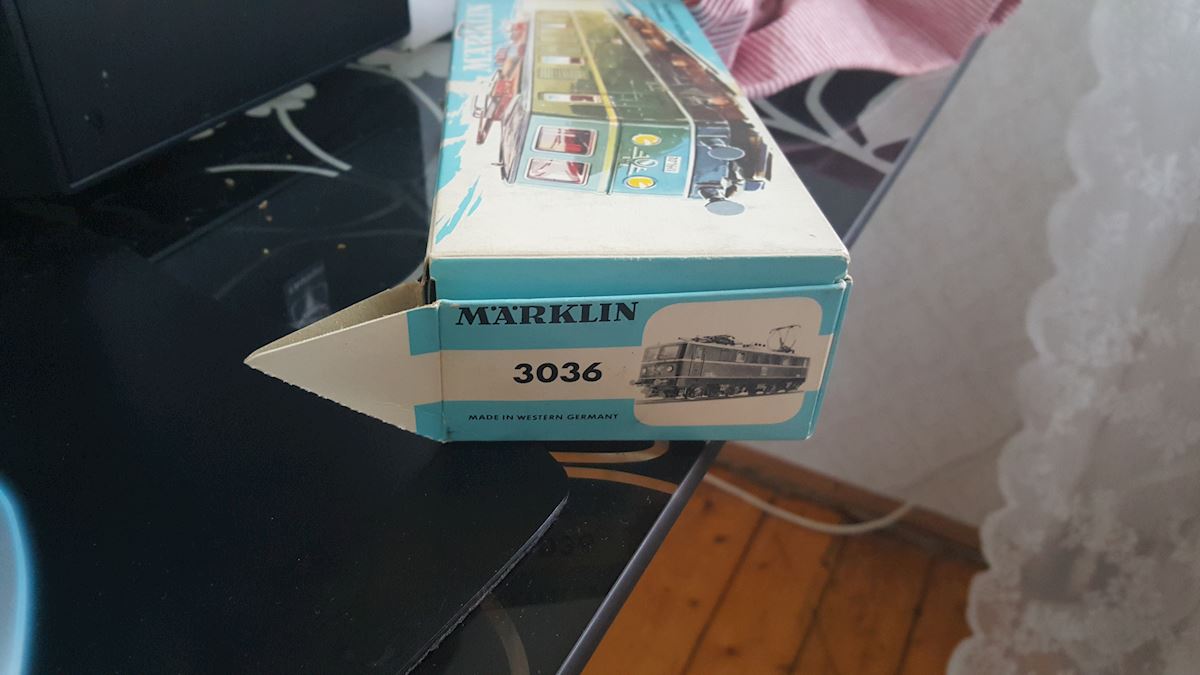 MÄRKLIN
MÄRKLIN
3036
MADE IN WESTERN GERMANY